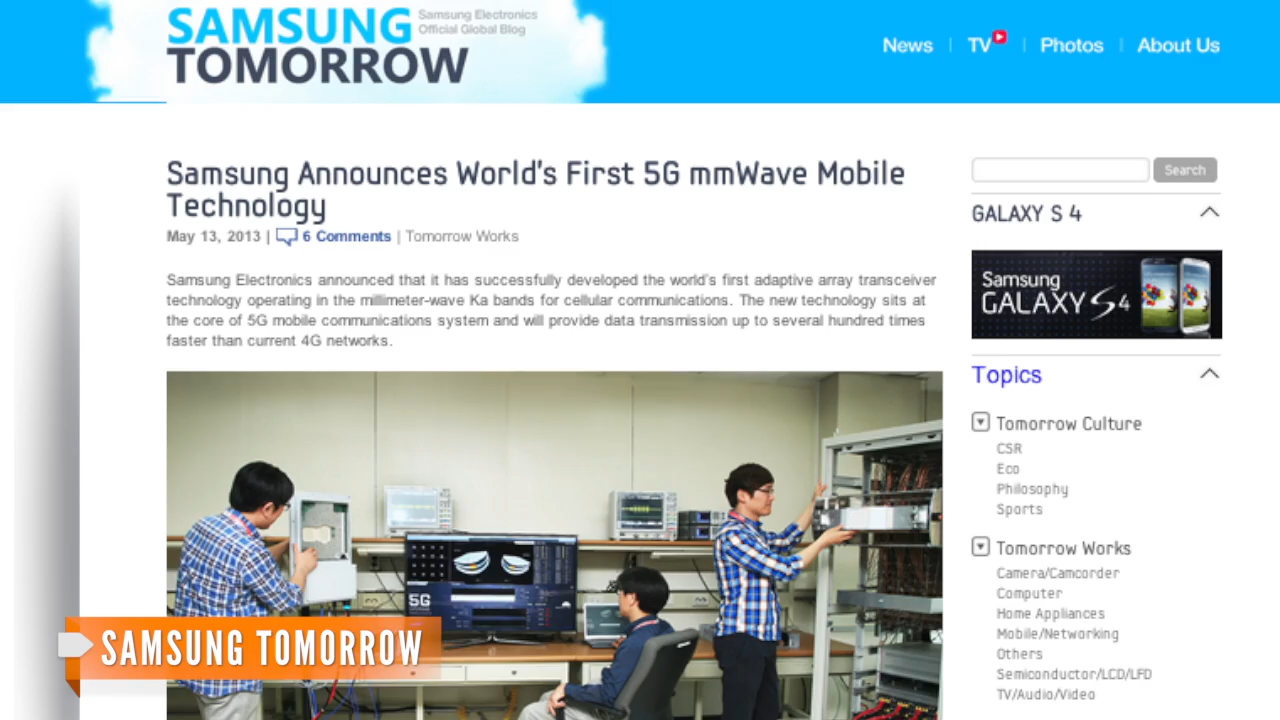 SAMSUNG
TOMORROW
Samsung Electronics
Official Global Blog
News
TV
Photos
About Us
Samsung Announces World's First 5G mmWave Mobile
Technology
May 13, 2013 | 6 Comments | Tomorrow Works
Samsung Electronics announced that it has successfully developed the world's first adaptive array transceiver
technology operating in the millimeter-wave Ka bands for cellular communications. The new technology sits at
the core of 5G mobile communications system and will provide data transmission up to several hundred times
faster than current 4G networks.
5G
SAMSUNG TOMORROW
Search
GALAXY S 4
Samsung
GALAXY S4
Topics
Tomorrow Culture
CSR
Eco
Philosophy
Sports
Tomorrow Works
Camera/Camcorder
Computer
Home Appliances
Mobile/Networking
Others
Semiconductor/LCD/LFD
TV/Audio/Video